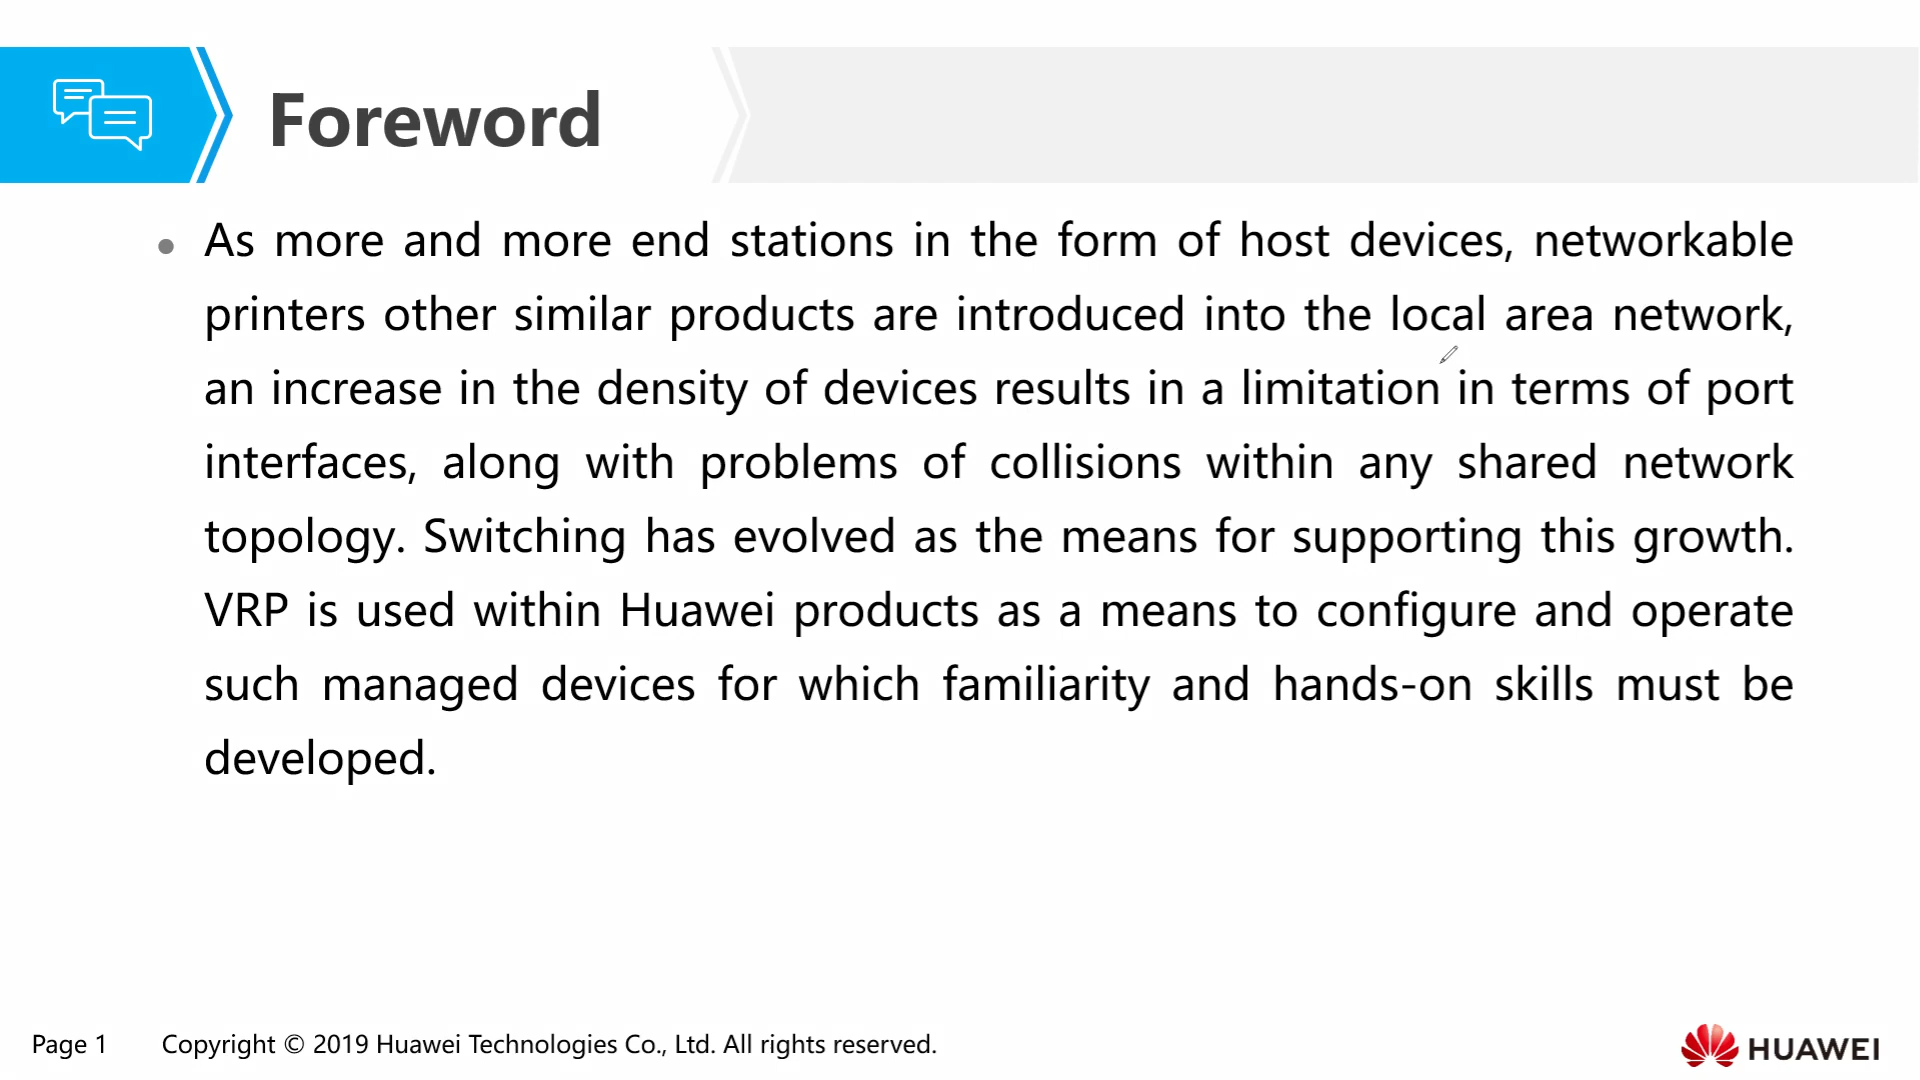 Foreword
● As more and more end stations in the form of host devices, networkable
printers other similar products are introduced into the local area network,
an increase in the density of devices results in a limitation in terms of port
interfaces, along with problems of collisions within any shared network
topology. Switching has evolved as the means for supporting this growth.
VRP is used within Huawei products as a means to configure and operate
such managed devices for which familiarity and hands-on skills must be
developed.
Page 1 Copyright © 2019 Huawei Technologies Co., Ltd. All rights reserved.
HUAWEI